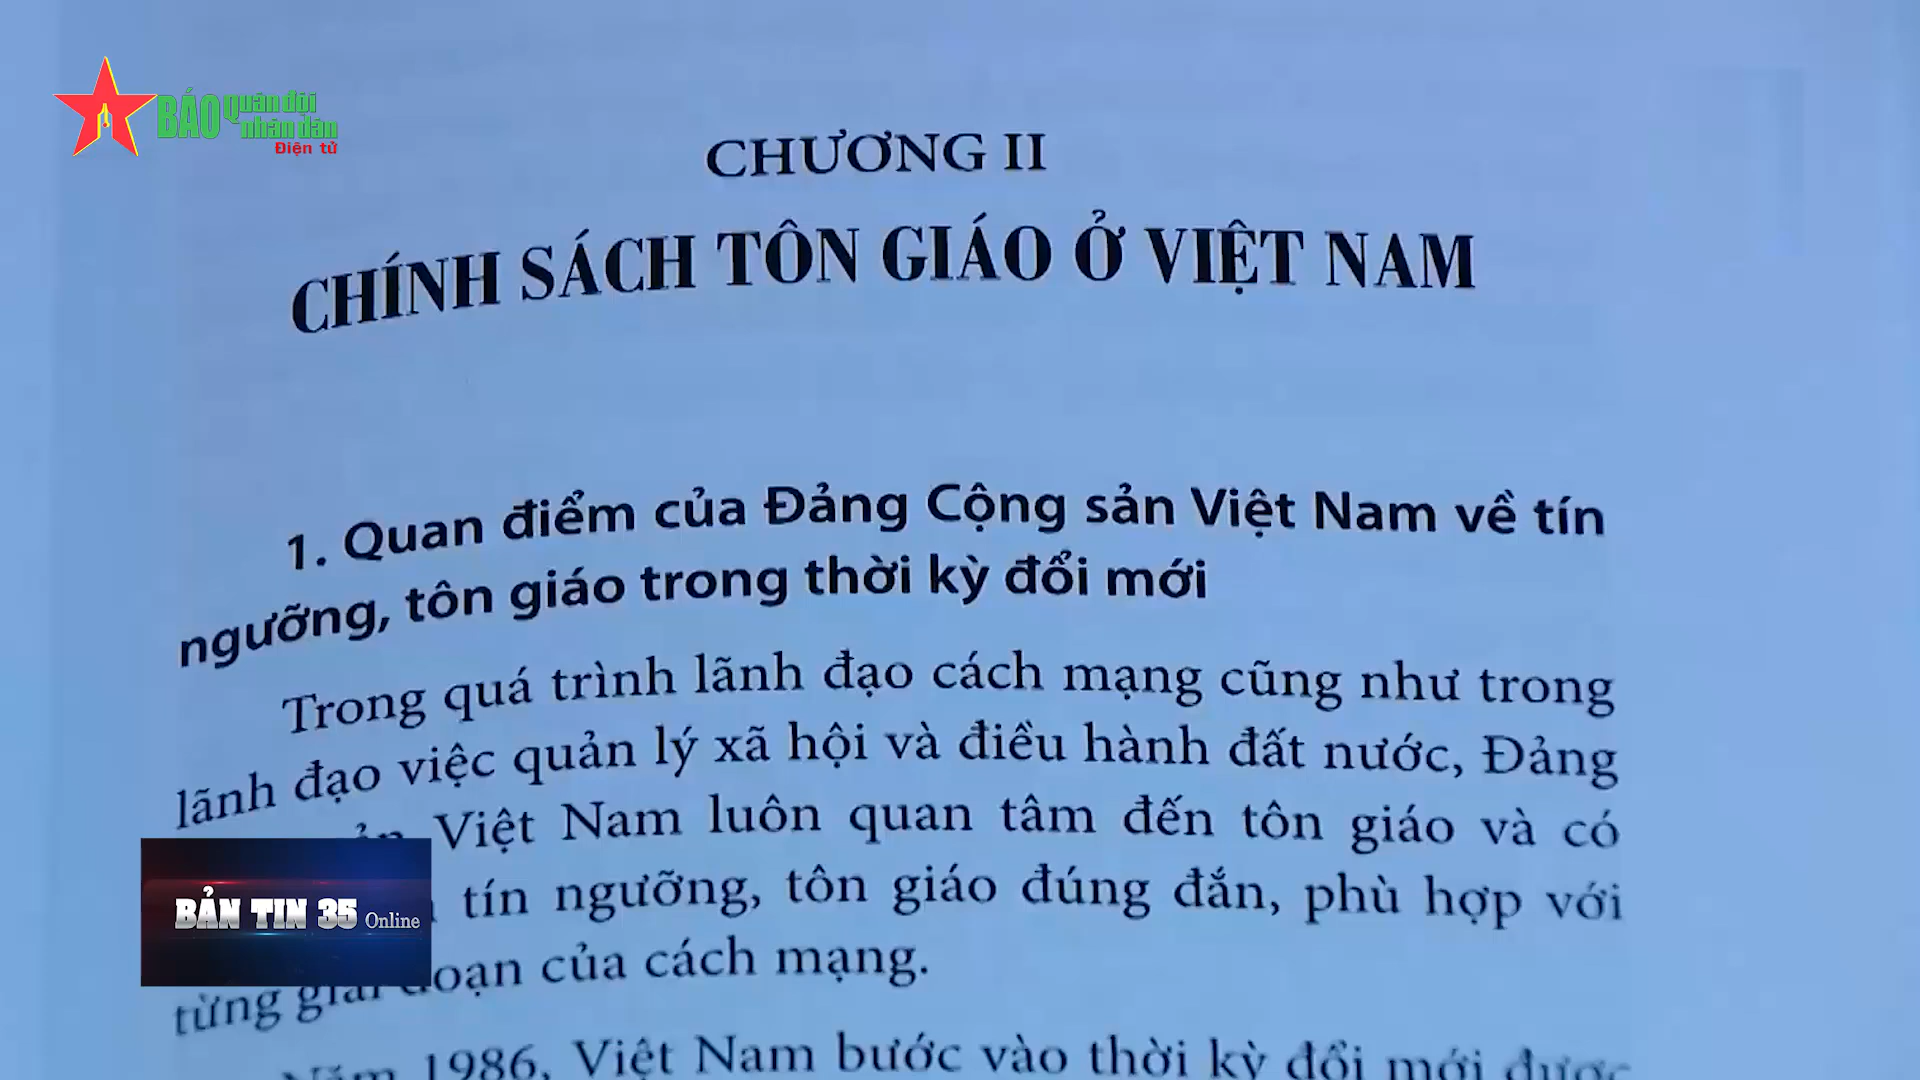 BÁO Quân đội
nhân dân
Điện tử
CHƯƠNG II
CHÍNH SÁCH TÔN GIÁO Ở VIỆT NAM
1. Quan điểm của Đảng Cộng sản Việt Nam về tín
ngưỡng, tôn giáo trong thời kỳ đổi mới
Trong quá trình lãnh đạo cách mạng cũng như trong
lãnh đạo việc quản lý xã hội và điều hành đất nước, Đảng
Việt Nam luôn quan tâm đến tôn giáo và có
tín ngưỡng, tôn giáo đúng đắn, phù hợp với
từng giai đoạn của cách mạng.
Năm 1986, Việt Nam bước vào thời kỳ đổi mới được
BẢN TIN 35 Online